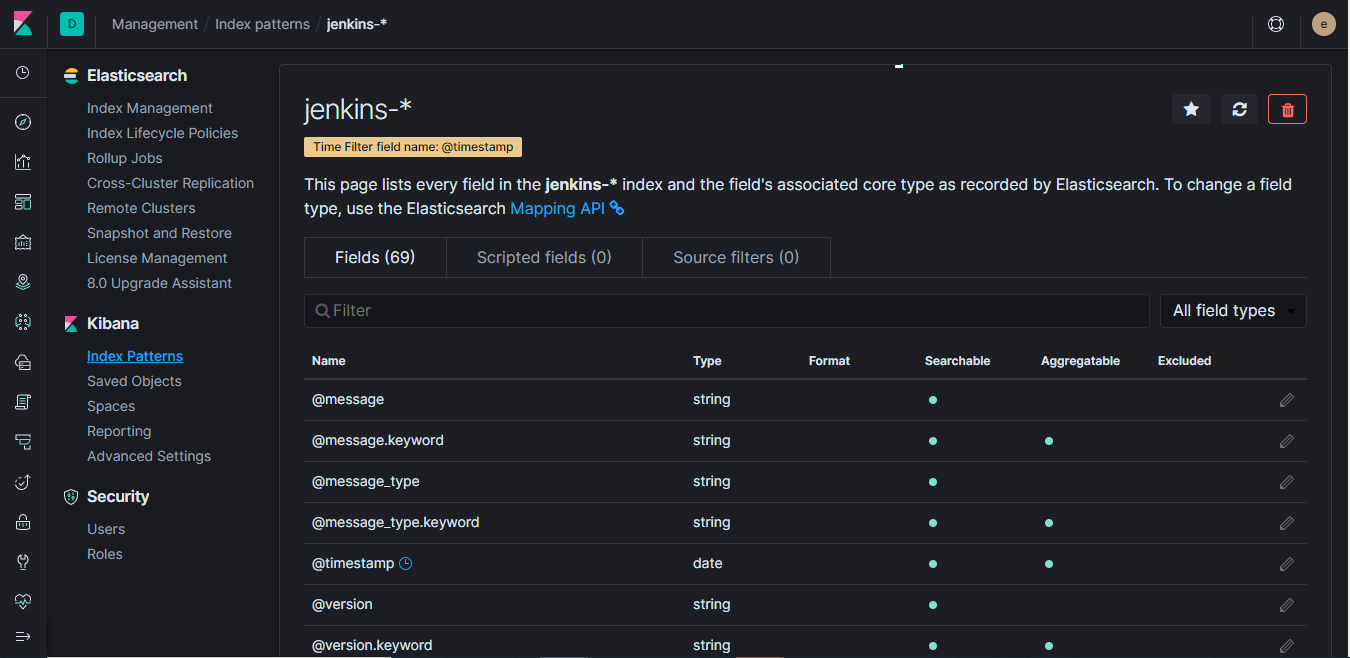 D Management / Index patterns / jenkins-* e
Elasticsearch
Index Management
Index Lifecycle Policies
Rollup Jobs
Cross-Cluster Replication
Remote Clusters
Snapshot and Restore
License Management
8.0 Upgrade Assistant
Kibana
Index Patterns
Saved Objects
Spaces
Reporting
Advanced Settings
Security
Users
Roles
jenkins-*
Time Filter field name: @timestamp
This page lists every field in the jenkins-* index and the field's associated core type as recorded by Elasticsearch. To change a field
type, use the Elasticsearch Mapping API
Fields (69) Scripted fields (0) Source filters (0)
Filter All field types
Name Type Format Searchable Aggregatable Excluded
@message string
@message.keyword string
@message_type string
@message_type.keyword string
@timestamp date
@version string
@version.keyword string